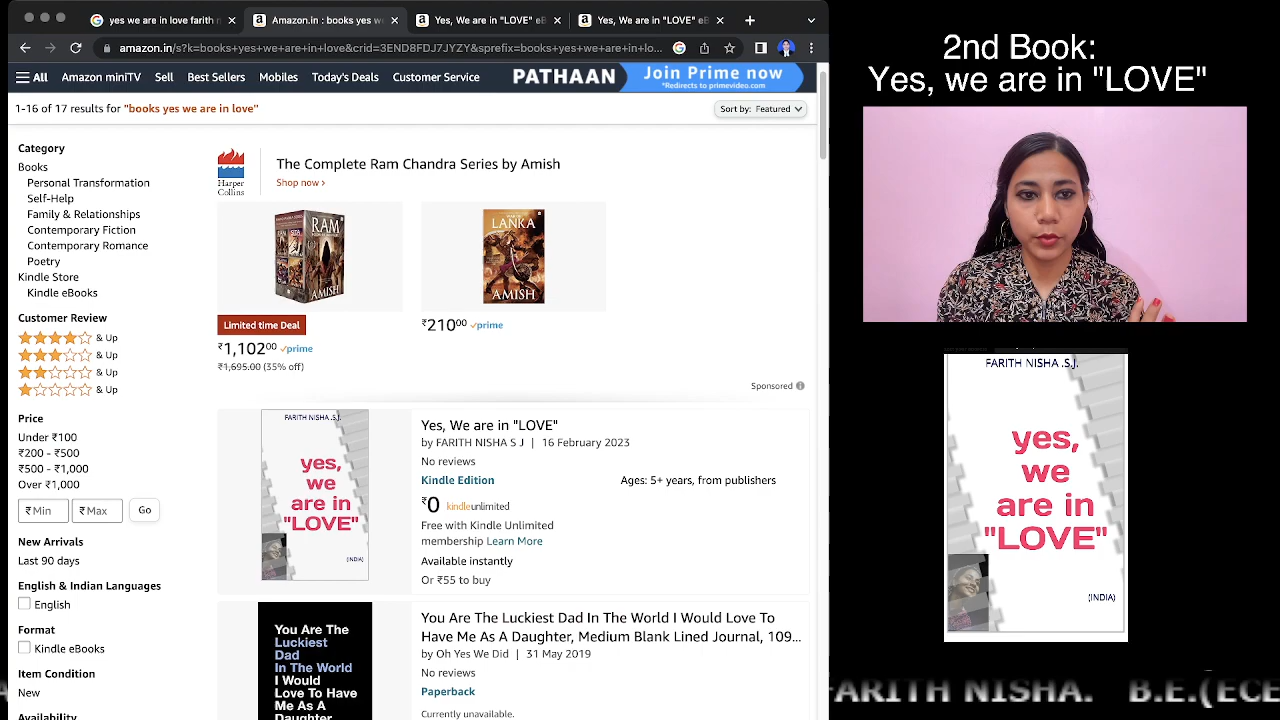 yes we are in love farith n
Amazon.in : books yes w
Yes, We are in "LOVE" eB
Yes, We are in "LOVE" eB
amazon.in/s?k=books+yes+we+are+in+love&crid=3END8FDJ7JYZY&sprefix=books+yes+we+are+in+lo...
All Amazon miniTV Sell Best Sellers Mobiles Today's Deals Customer Service
PATHAAN
Join Prime now
*Redirects to primevideo.com
1-16 of 17 results for "books yes we are in love"
Sort by: Featured
Category
Books
Personal Transformation
Self-Help
Family & Relationships
Contemporary Fiction
Contemporary Romance
Poetry
Kindle Store
Kindle eBooks
Customer Review
& Up
& Up
& Up
& Up
Price
Under ₹100
₹200 - ₹500
₹500 - ₹1,000
Over ₹1,000
₹ Min ₹ Max Go
New Arrivals
Last 90 days
English & Indian Languages
English
Format
Kindle eBooks
Item Condition
New
Availability
Harper
Collins
The Complete Ram Chandra Series by Amish
Shop now ›
RAM
AMISH
LANKA
AMISH
Limited time Deal
₹1,102⁰⁰ prime
₹1,695.00 (35% off)
₹210⁰⁰ prime
Sponsored
FARITH NISHA .S.J.
yes,
we
are in
"LOVE"
(INDIA)
Yes, We are in "LOVE"
by FARITH NISHA S J | 16 February 2023
No reviews
Kindle Edition
Ages: 5+ years, from publishers
₹0 kindleunlimited
Free with Kindle Unlimited
membership Learn More
Available instantly
Or ₹55 to buy
You Are The
Luckiest
Dad
In The World
I Would
Love To Have
Me As A
Daughter
You Are The Luckiest Dad In The World I Would Love To
Have Me As A Daughter, Medium Blank Lined Journal, 109...
by Oh Yes We Did | 31 May 2019
No reviews
Paperback
Currently unavailable.
2nd Book:
Yes, we are in "LOVE"
FARITH NISHA .S.J.
yes,
we
are in
"LOVE"
(INDIA)
FARITH NISHA. B.E.(ECE